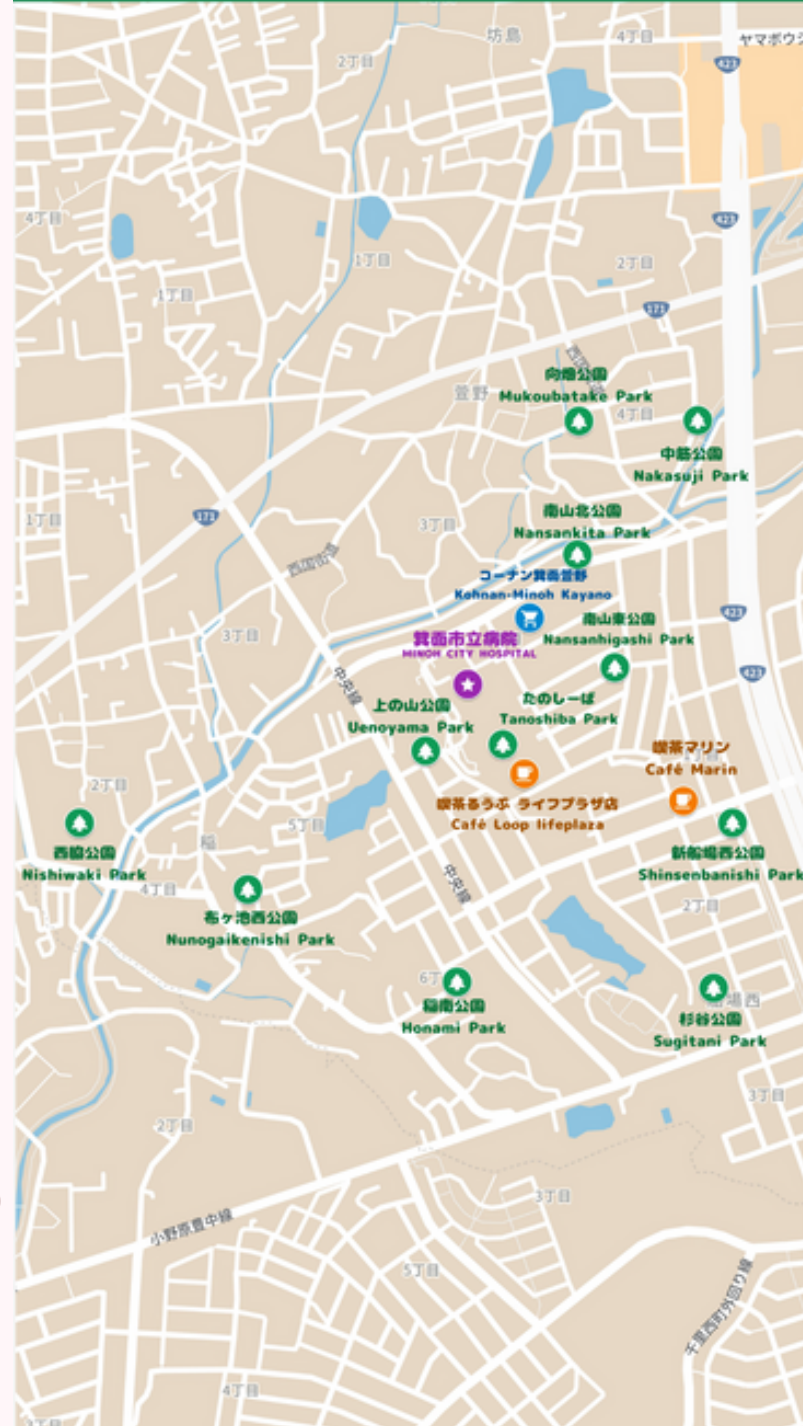 坊島
4丁目
ヤマボウシ
2丁目
423
4丁目
423
1丁目
2丁目
1丁目
171
向畑公園
Mukoubatake Park
萱野
4丁目
中筋公園
Nakasuji Park
171
1丁目
3丁目
南山北公園
Nansankita Park
西国街道
コーナン箕面萱野
Kohnan-Minoh Kayano
423
南山東公園
Nansanhigashi Park
3丁目
箕面市立病院
MINOH CITY HOSPITAL
423
中央線
上の山公園
Uenoyama Park
たのしーば
Tanoshiba Park
喫茶マリン
Café Marin
2丁目
喫茶るうぷ ライフプラザ店
Café Loop lifeplaza
5丁目
稲
西脇公園
Nishiwaki Park
新船場西公園
Shinsenbanishi Park
4丁目
中央線
布ヶ池西公園
Nunogaikenishi Park
2丁目
6丁
稲南公園
Honami Park
場西
杉谷公園
Sugitani Park
3丁目
2丁目
3丁目
小野原豊中線
5丁目
千里西町外回り線
4丁目